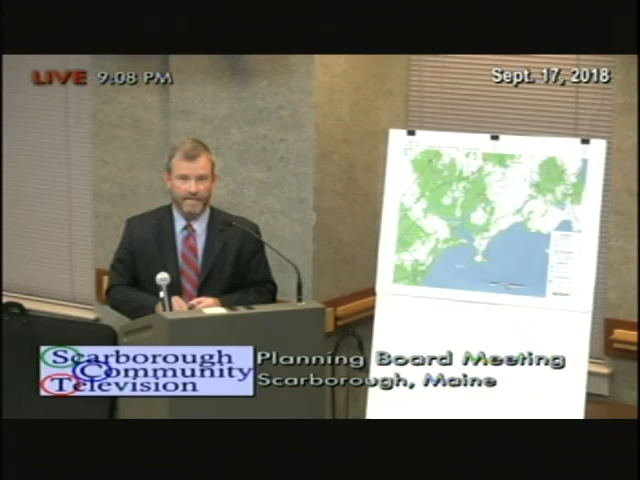 LIVE 9:08 PM
Sept. 17, 2018
Scarborough
Community
Television
Planning Board Meeting
Scarborough, Maine